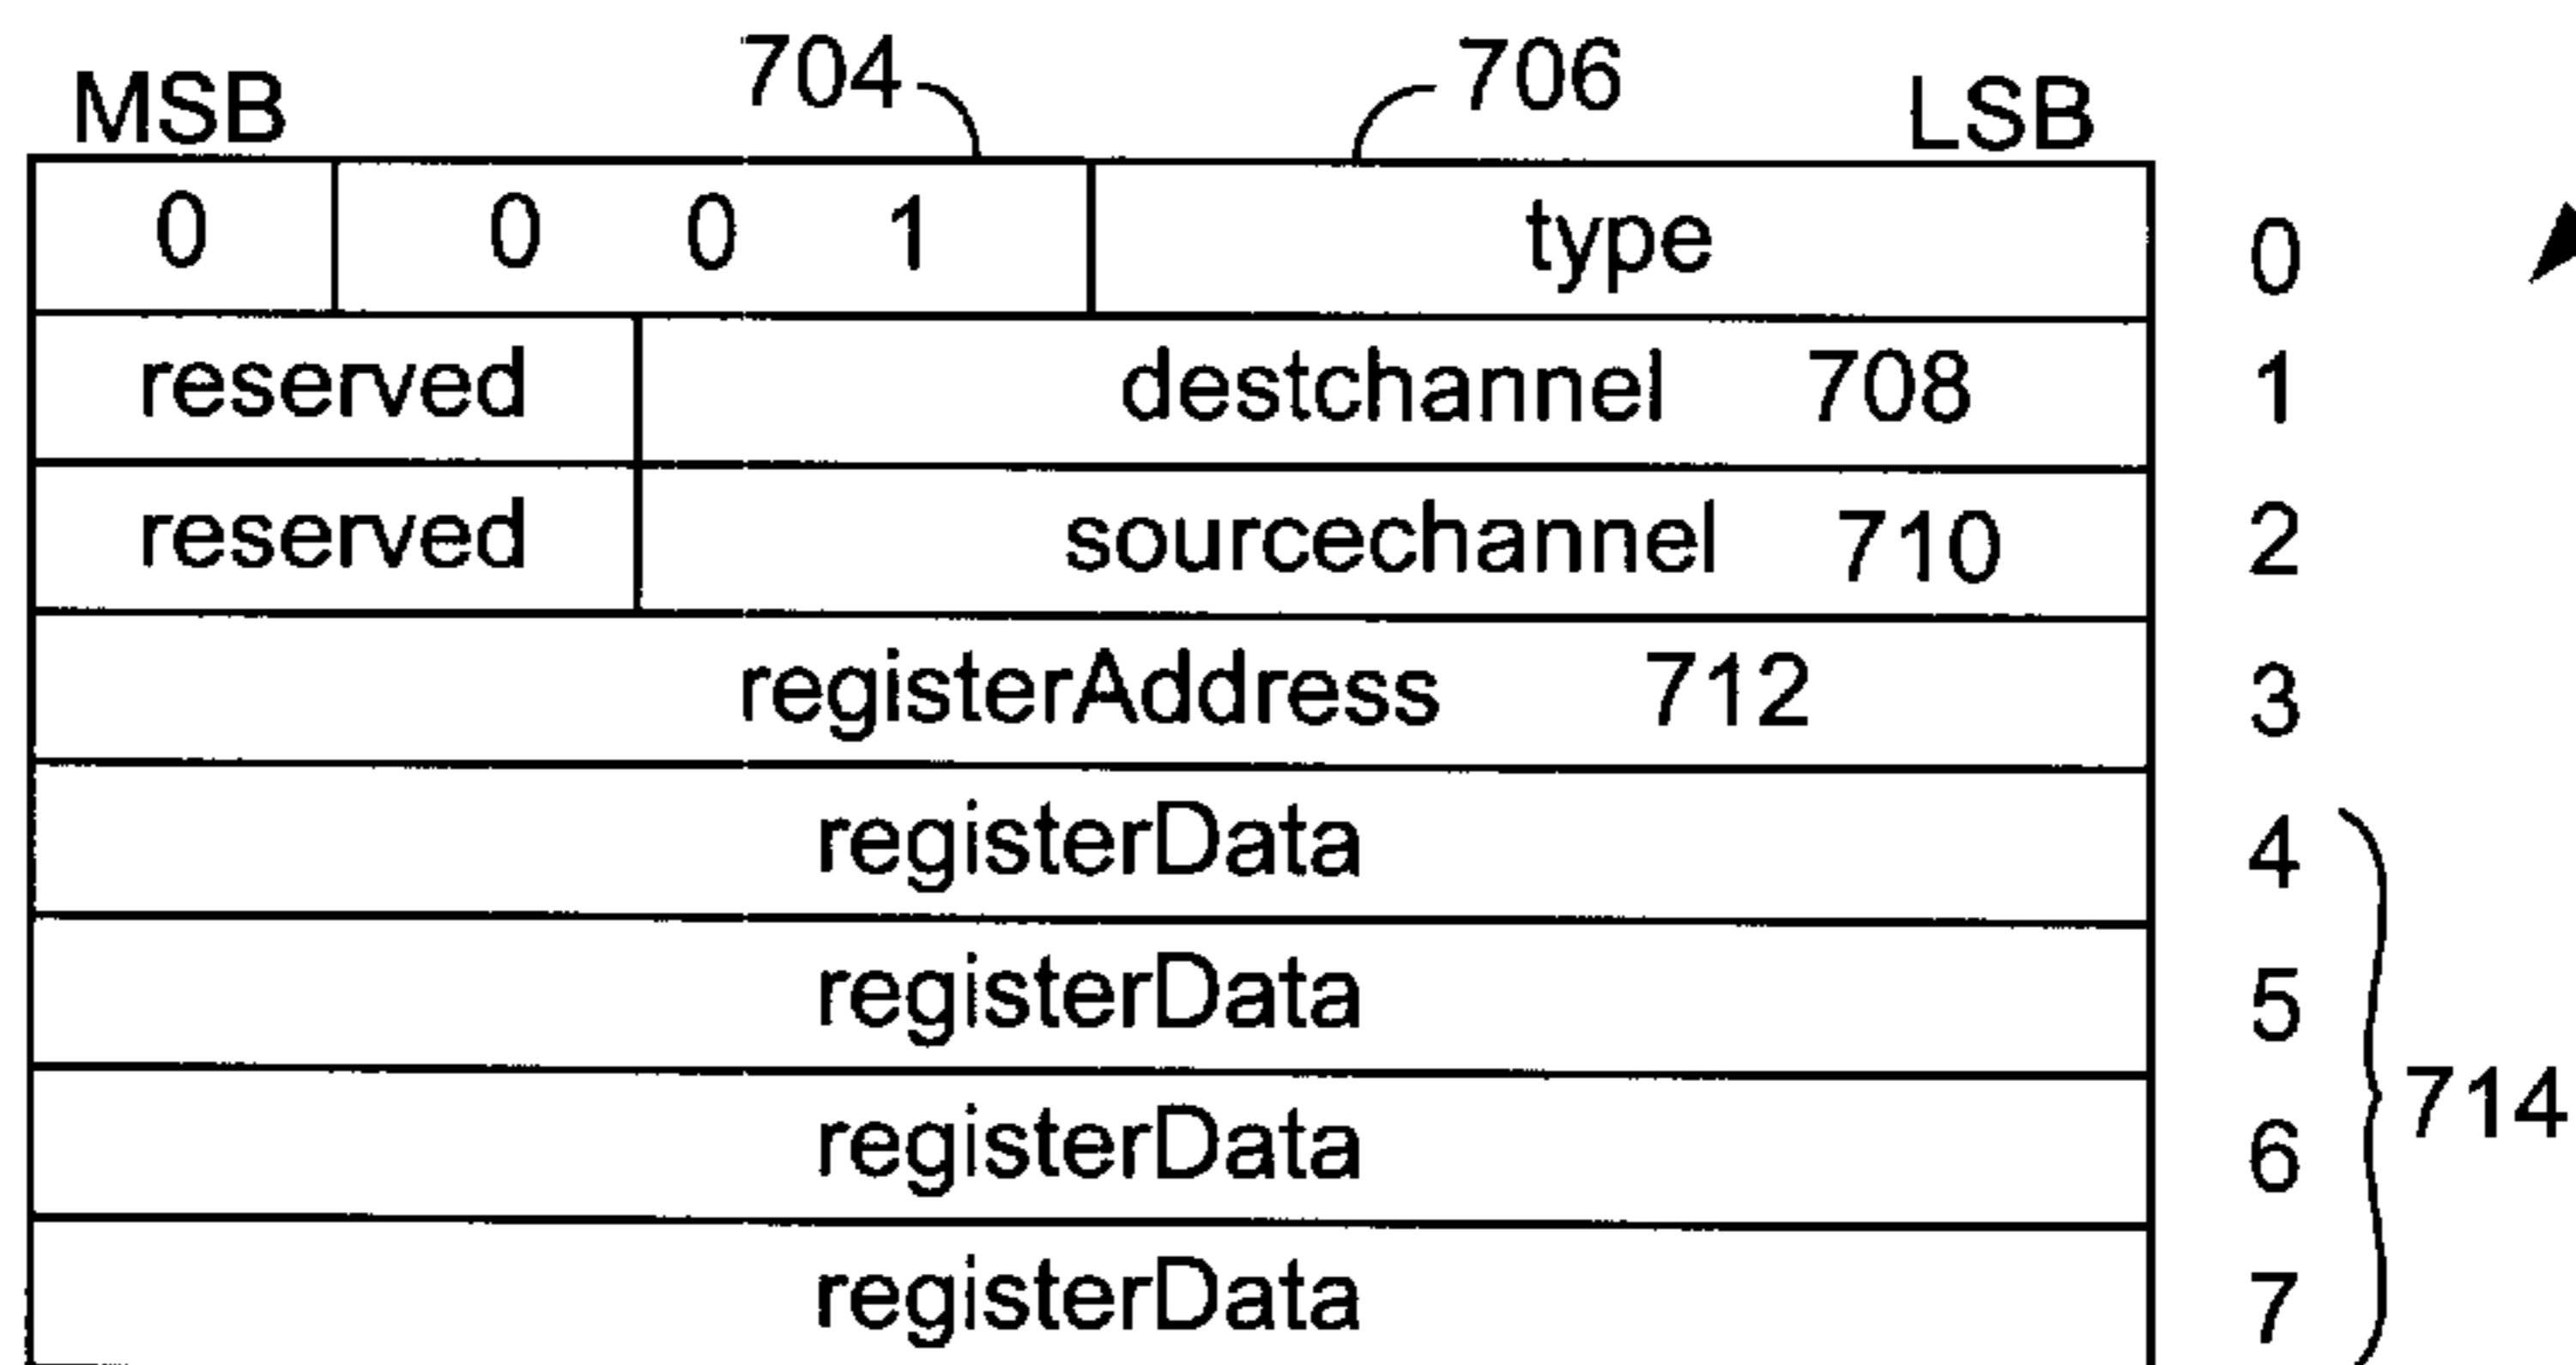 704 706
MSB LSB
0 0 0 1 type 0
reserved destchannel 708 1
reserved sourcechannel 710 2
registerAddress 712 3
registerData 4
registerData 5
714
registerData 6
registerData 7